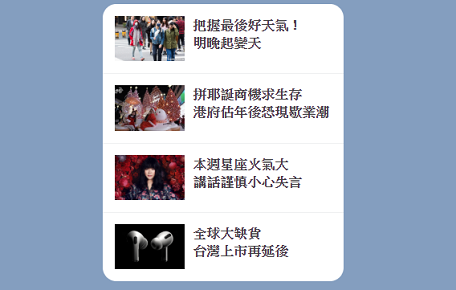 把握最後好天氣！
明晚起變天
拼耶誕商機求生存
港府估年後恐現歇業潮
本週星座火氣大
講話謹慎小心失言
全球大缺貨
台灣上市再延後